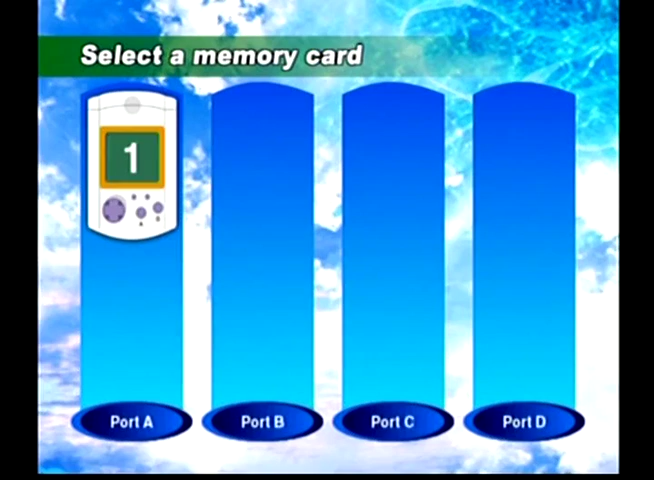 Select a memory card
1
Port A
Port B
Port C
Port D